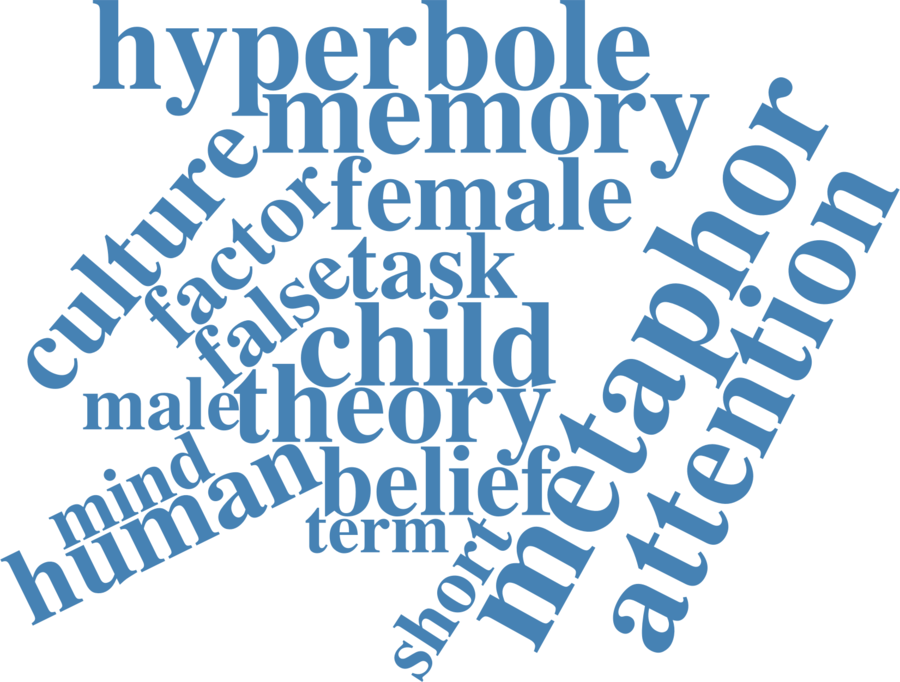 hyperbole
memory
culture
factor
female
false
task
child
metaphor
attention
male
theory
mind
human
belief
term
short